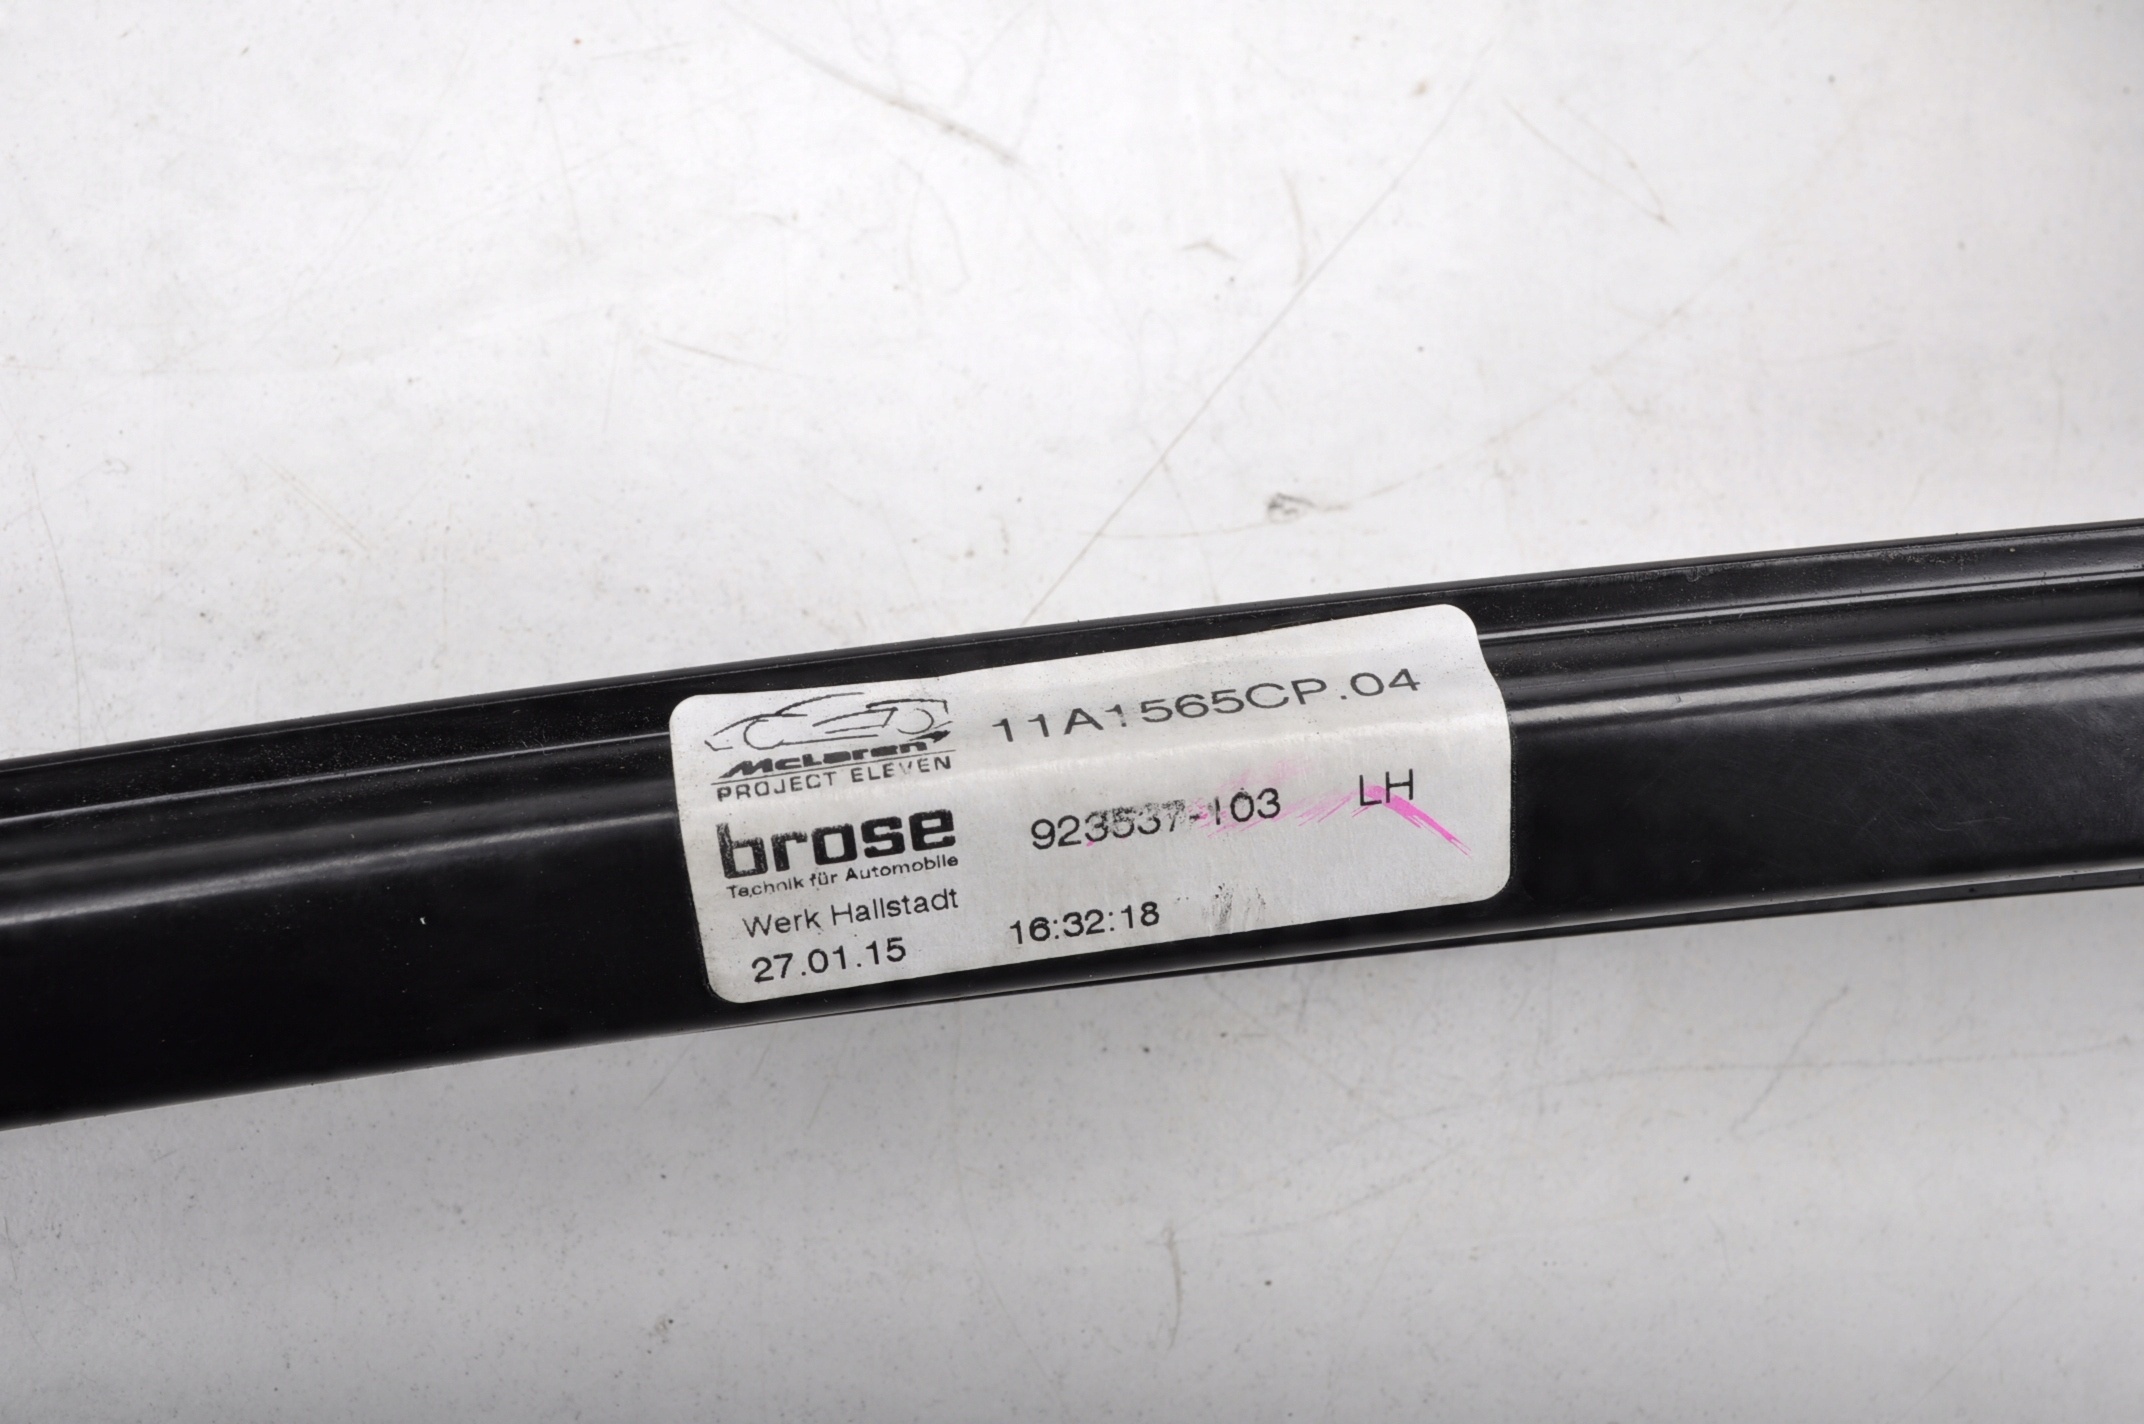 McLaren 11A1565CP.04
PROJECT ELEVEN
brose 923537-103 LH
Technik für Automobile
Werk Hallstadt
27.01.15 16:32:18